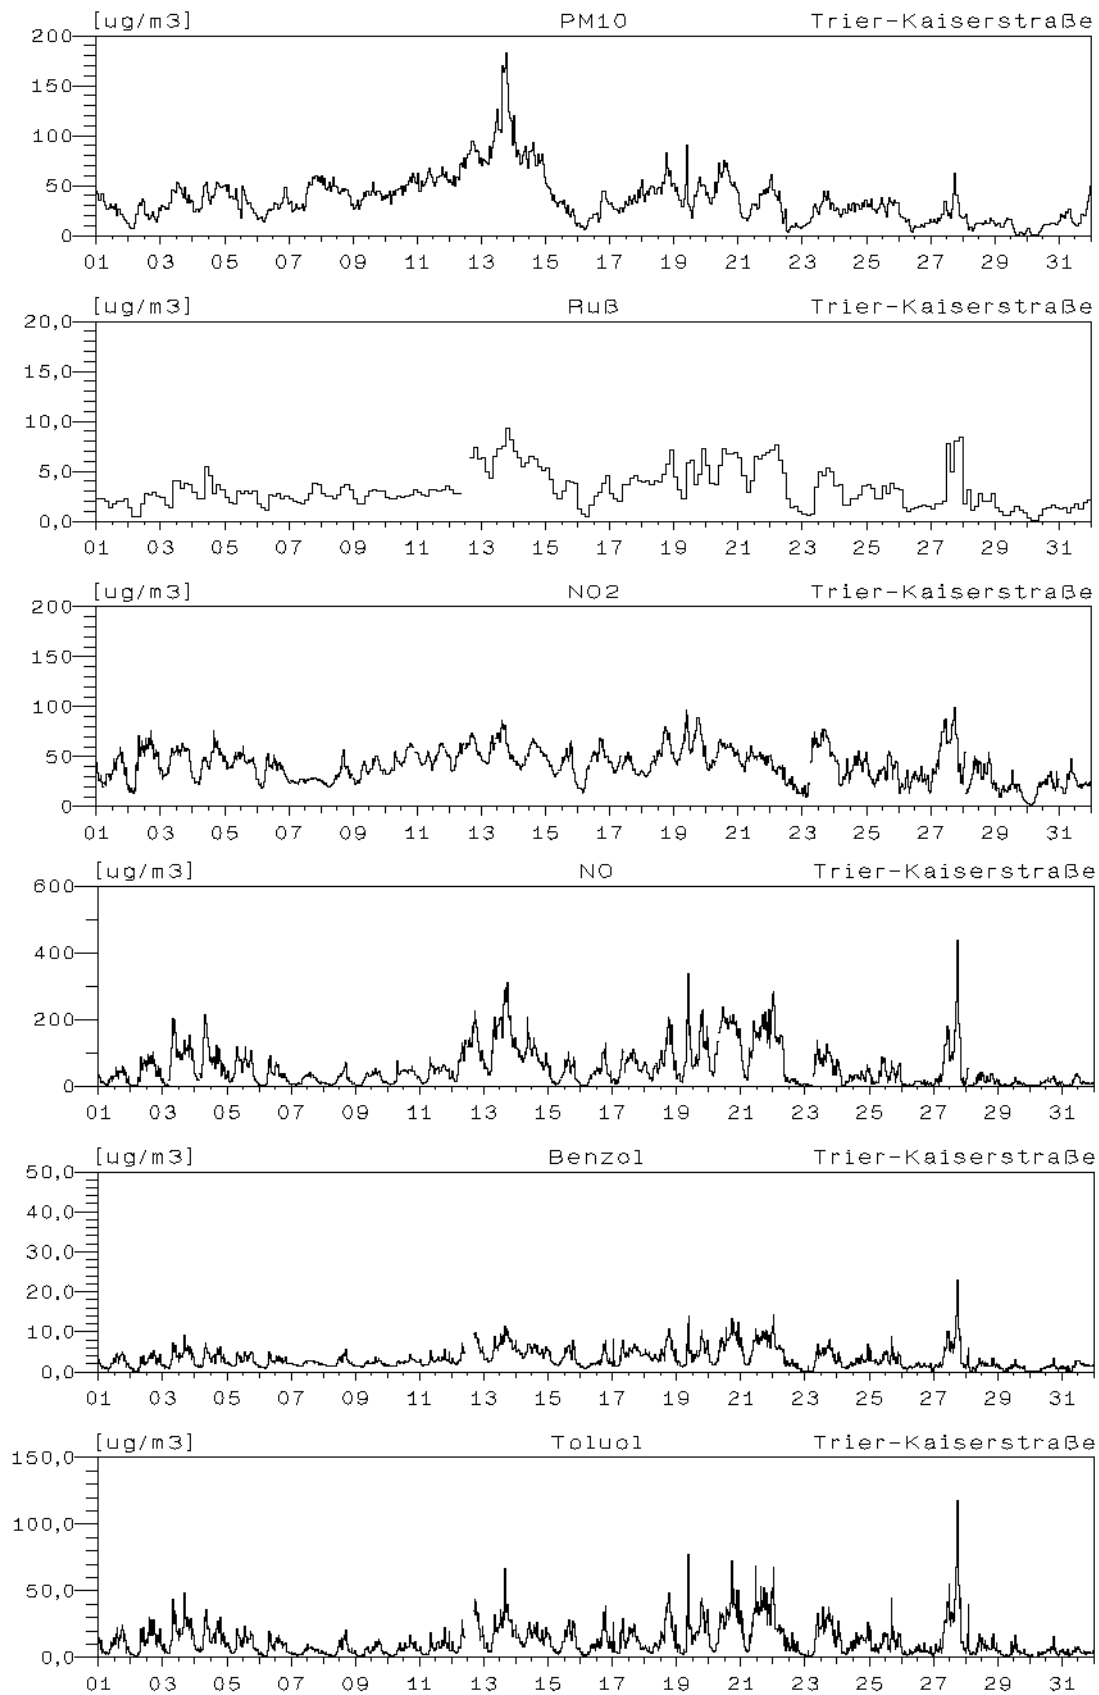 [ug/m3] PM10 Trier-Kaiserstraße
200
150
100
50
0
01 03 05 07 09 11 13 15 17 19 21 23 25 27 29 31
[ug/m3] Ruß Trier-Kaiserstraße
20,0
15,0
10,0
5,0
0,0
01 03 05 07 09 11 13 15 17 19 21 23 25 27 29 31
[ug/m3] NO2 Trier-Kaiserstraße
200
150
100
50
0
01 03 05 07 09 11 13 15 17 19 21 23 25 27 29 31
[ug/m3] NO Trier-Kaiserstraße
600
400
200
0
01 03 05 07 09 11 13 15 17 19 21 23 25 27 29 31
[ug/m3] Benzol Trier-Kaiserstraße
50,0
40,0
30,0
20,0
10,0
0,0
01 03 05 07 09 11 13 15 17 19 21 23 25 27 29 31
[ug/m3] Toluol Trier-Kaiserstraße
150,0
100,0
50,0
0,0
01 03 05 07 09 11 13 15 17 19 21 23 25 27 29 31